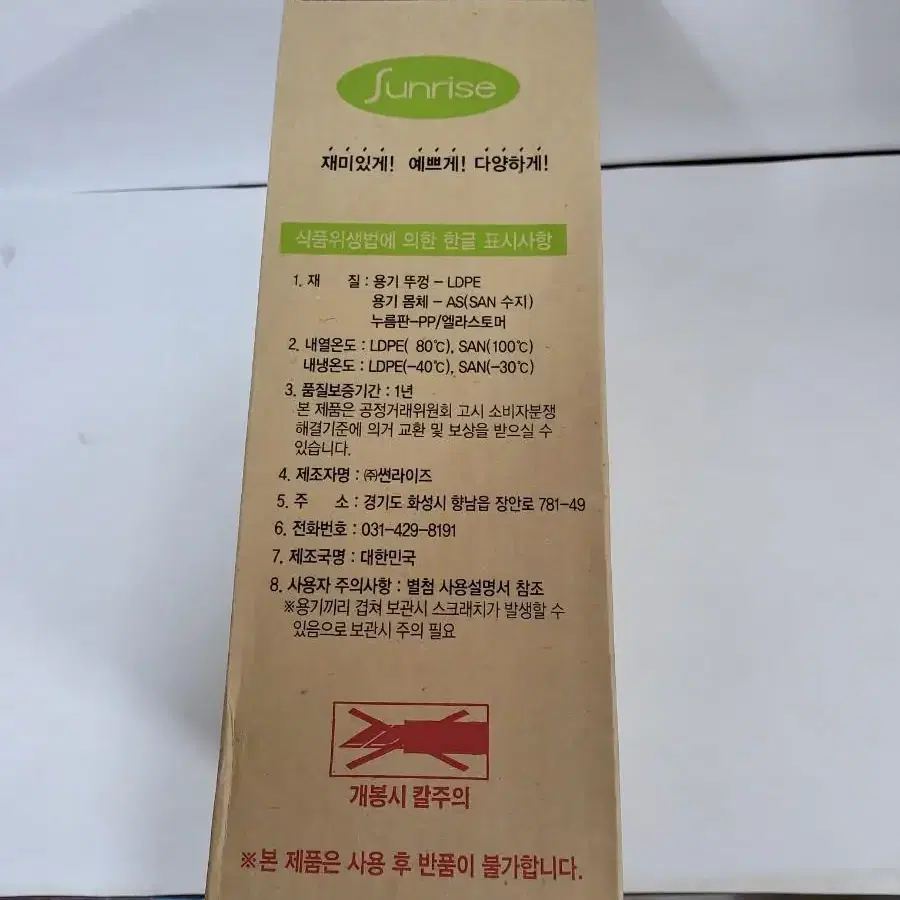 Sunrise
재미있게! 예쁘게! 다양하게!
식품위생법에 의한 한글 표시사항
1. 재 질 : 용기 뚜껑 - LDPE
용기 몸체 - AS(SAN 수지)
누름판-PP/엘라스토머
2. 내열온도 : LDPE( 80℃), SAN(100℃)
내냉온도 : LDPE(-40℃), SAN(-30℃)
3. 품질보증기간 : 1년
본 제품은 공정거래위원회 고시 소비자분쟁
해결기준에 의거 교환 및 보상을 받으실 수
있습니다.
4. 제조자명 : ㈜썬라이즈
5. 주 소 : 경기도 화성시 향남읍 장안로 781-49
6. 전화번호 : 031-429-8191
7. 제조국명 : 대한민국
8. 사용자 주의사항 : 별첨 사용설명서 참조
※용기끼리 겹쳐 보관시 스크래치가 발생할 수
있음으로 보관시 주의 필요
개봉시 칼주의
※본 제품은 사용 후 반품이 불가합니다.